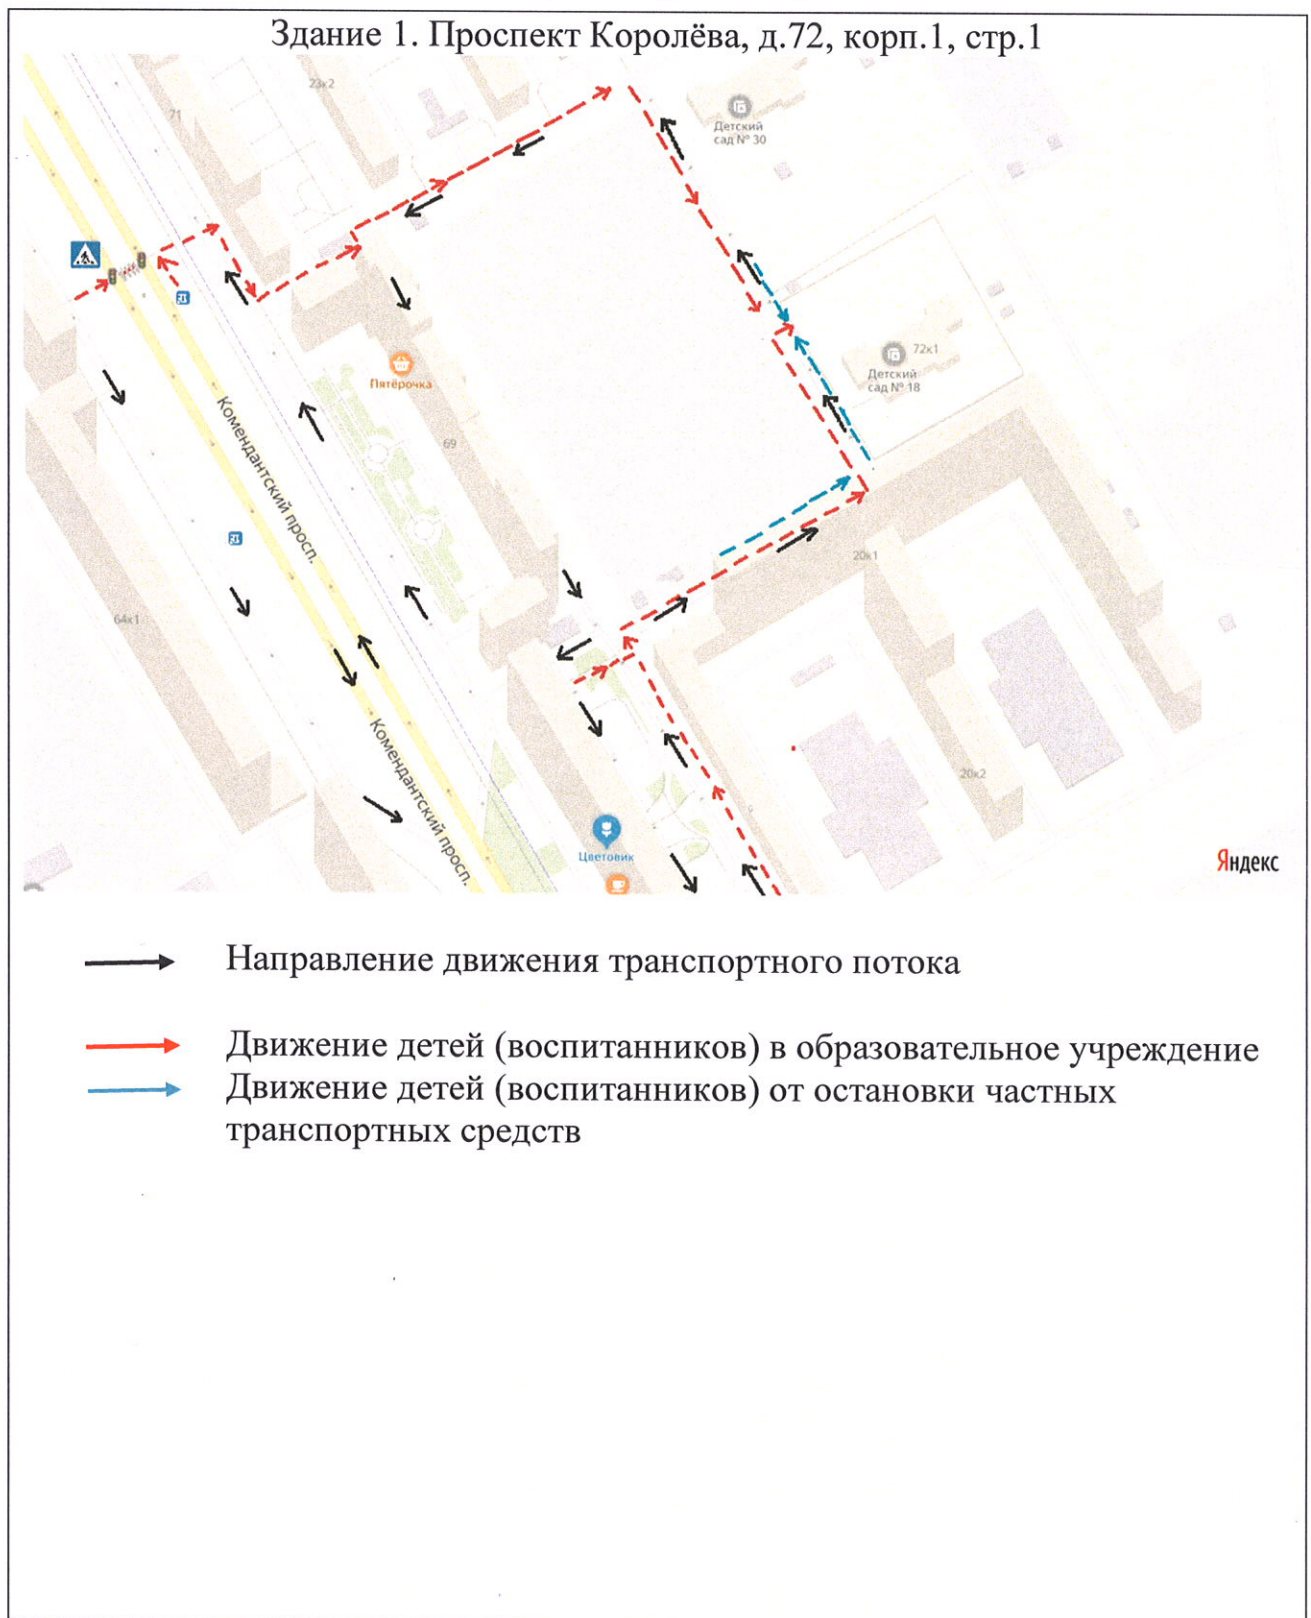 Здание 1. Проспект Королёва, д.72, корп.1, стр.1
23к2
71
Детский
сад № 30
Пятёрочка
72к1
Детский
сад № 18
69
Комендантский просп.
20к1
64к1
Комендантский просп.
20к2
Цветовик
Яндекс
Направление движения транспортного потока
Движение детей (воспитанников) в образовательное учреждение
Движение детей (воспитанников) от остановки частных
транспортных средств